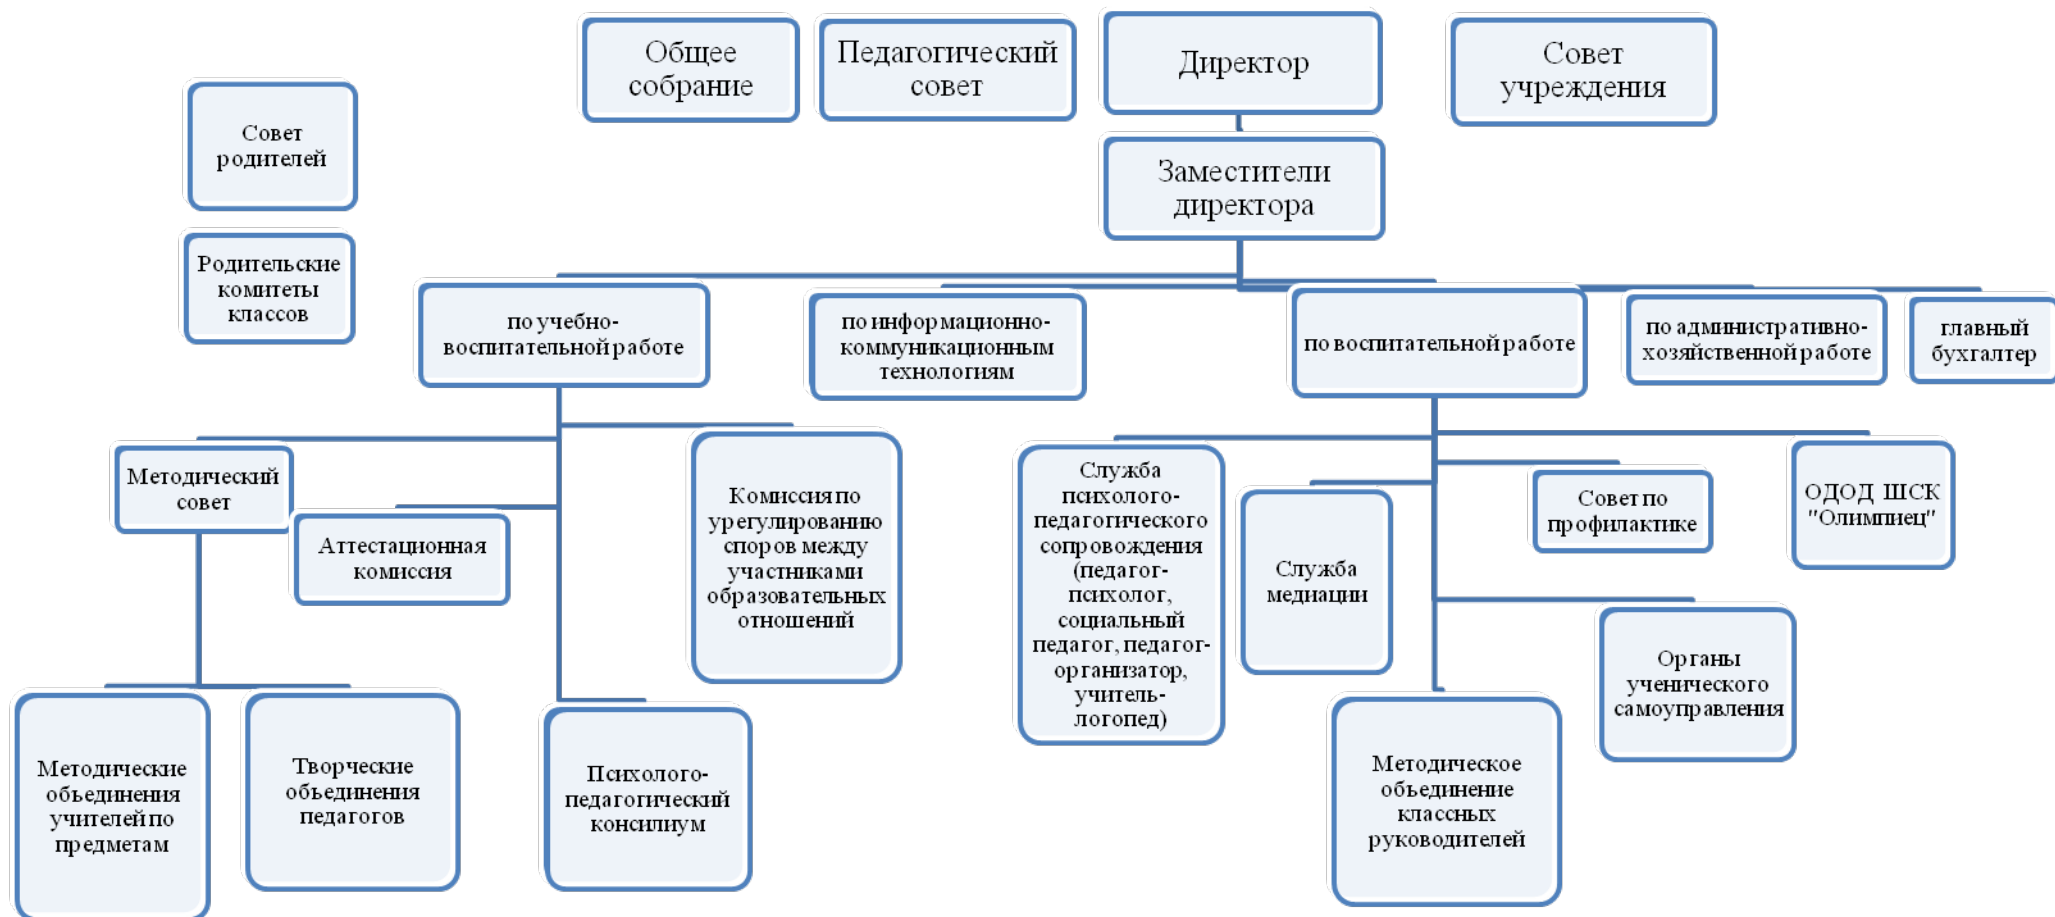 Общее
собрание
Педагогический
совет
Директор
Совет
учреждения
Совет
родителей
Заместители
директора
Родительские
комитеты
классов
по учебно-
воспитательной работе
по информационно-
коммуникационным
технологиям
по воспитательной работе
по административно-
хозяйственной работе
главный
бухгалтер
Методический
совет
Аттестационная
комиссия
Комиссия по
урегулированию
споров между
участниками
образовательных
отношений
Служба
психолого-
педагогического
сопровождения
(педагог-
психолог,
социальный
педагог, педагог-
организатор,
учитель-
логопед)
Служба
медиации
Совет по
профилактике
ОДОД ШСК
"Олимпиец"
Органы
ученического
самоуправления
Методические
обьединения
учителей по
предметам
Творческие
обьединения
педагогов
Психолого-
педагогический
консилиум
Методическое
обьединение
классных
руководителей